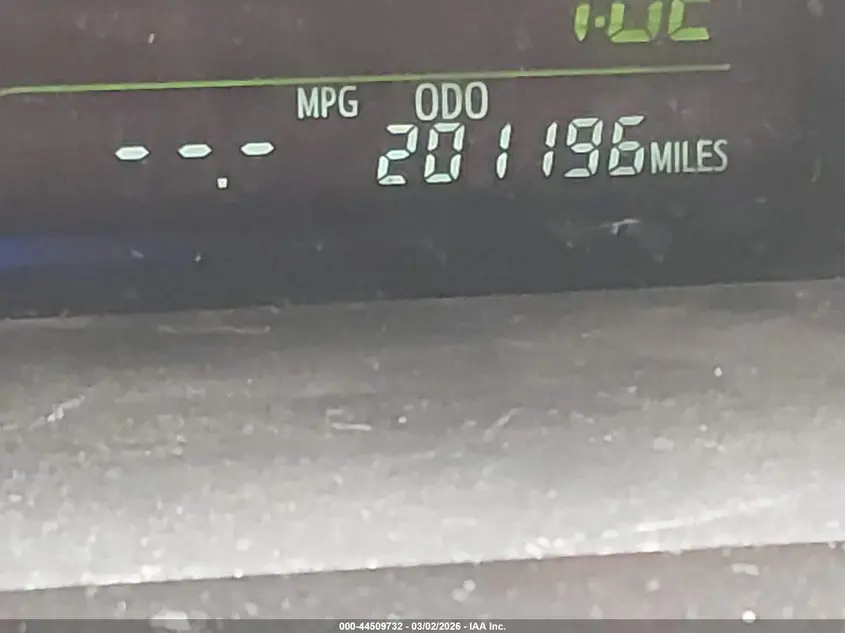 MPG ODO
--.- 201196 MILES
000-44509732 - 03/02/2026 - IAA Inc.